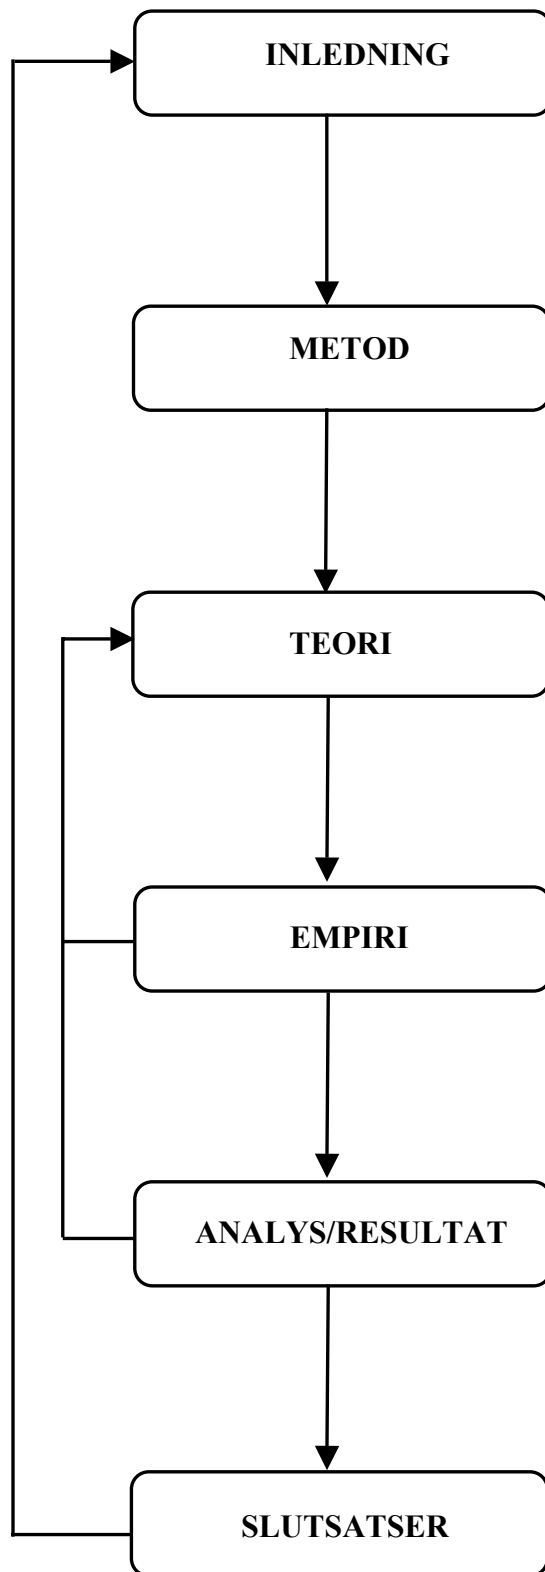 INLEDNING
METOD
TEORI
EMPIRI
ANALYS/RESULTAT
SLUTSATSER